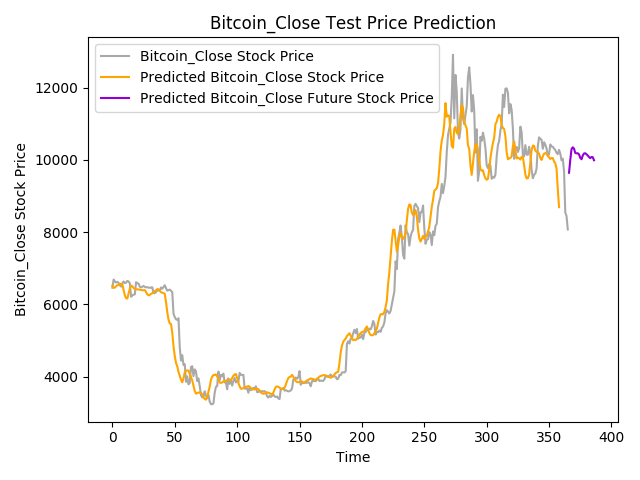 Bitcoin_Close Test Price Prediction
Bitcoin_Close Stock Price
Predicted Bitcoin_Close Stock Price
Predicted Bitcoin_Close Future Stock Price
Bitcoin_Close Stock Price
12000
10000
8000
6000
4000
0 50 100 150 200 250 300 350 400
Time